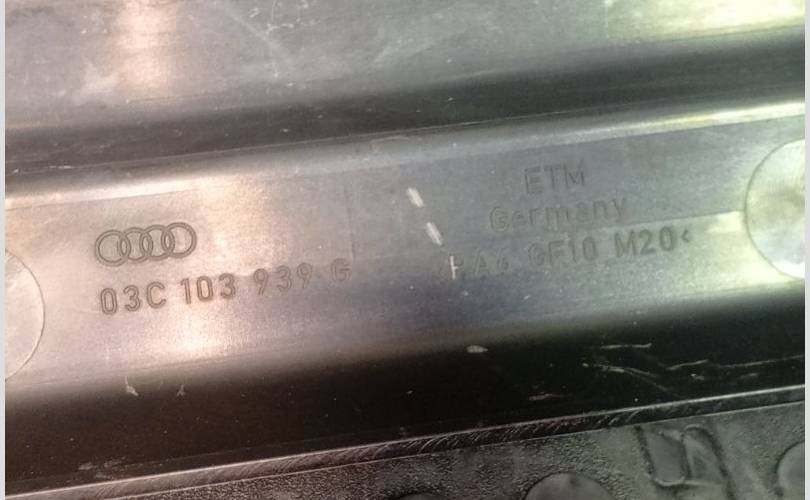 03C 103 939 G
ETM
Germany
>PA6 GF10 M20<